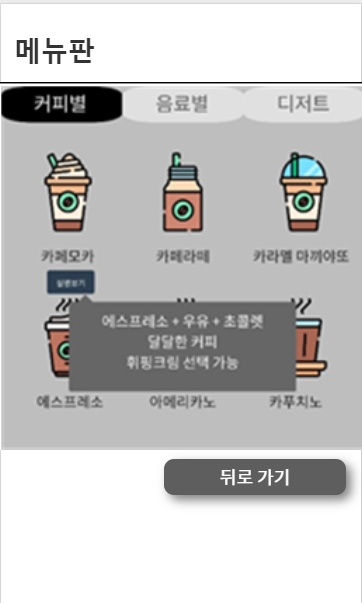 메뉴판
커피별 음료별 디저트
카페모카 카페라떼 카라멜 마끼야또
설명보기
에스프레소 + 우유 + 초콜렛
달달한 커피
휘핑크림 선택 가능
에스프레소 아메리카노 카푸치노
뒤로 가기